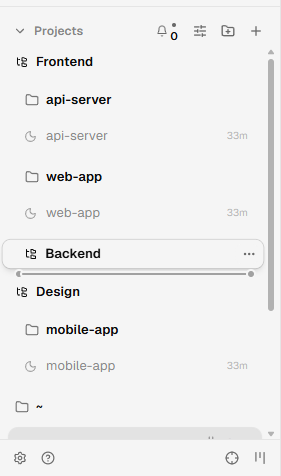 Projects 0
Frontend
api-server
api-server 33m
web-app
web-app 33m
Backend
Design
mobile-app
mobile-app 33m
~